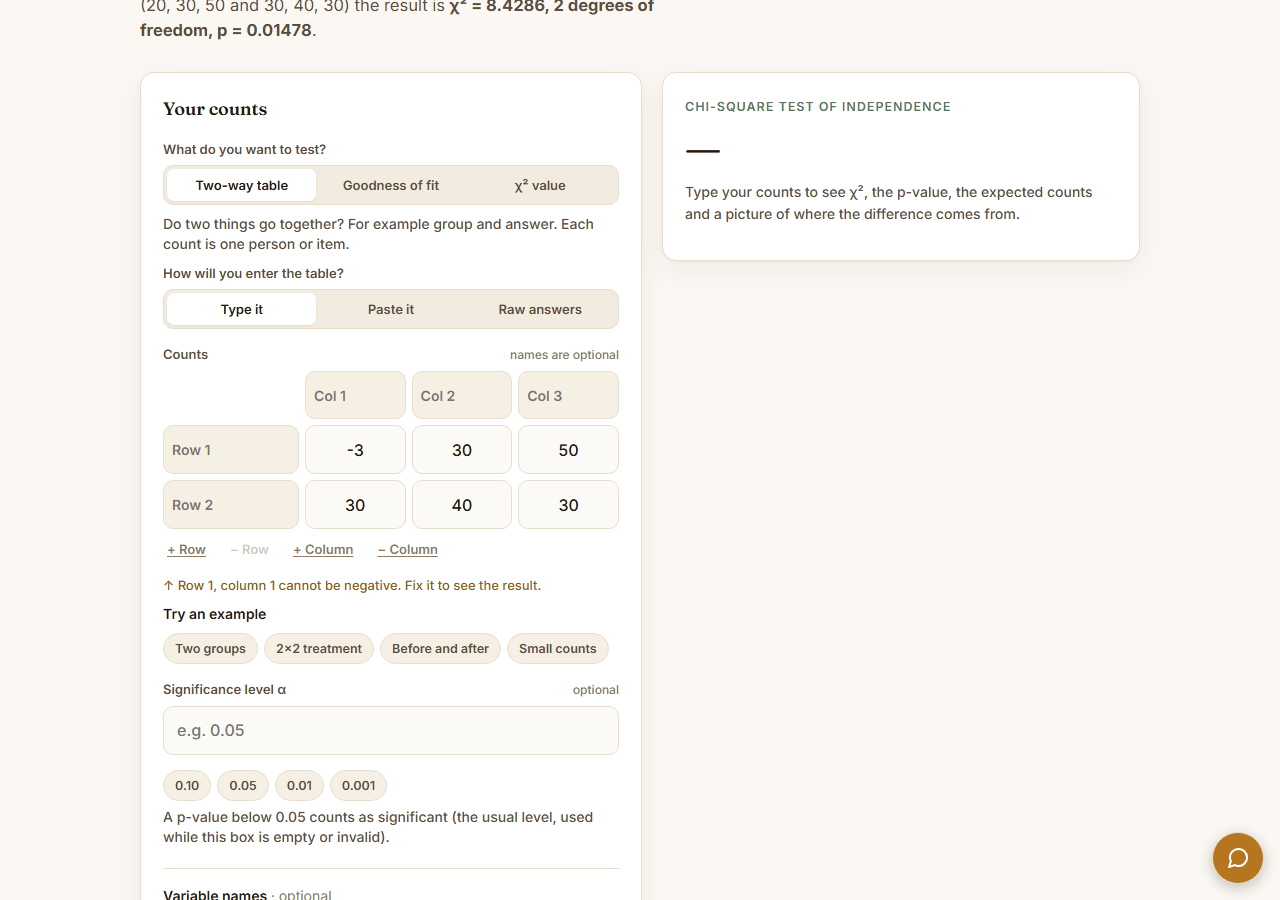 (20, 30, 50 and 30, 40, 30) the result is χ² = 8.4286, 2 degrees of
freedom, p = 0.01478.
Your counts
What do you want to test?
Two-way table
Goodness of fit
χ² value
Do two things go together? For example group and answer. Each
count is one person or item.
How will you enter the table?
Type it
Paste it
Raw answers
Counts
names are optional
Col 1
Col 2
Col 3
Row 1
-3
30
50
Row 2
30
40
30
+ Row
− Row
+ Column
− Column
↑ Row 1, column 1 cannot be negative. Fix it to see the result.
Try an example
Two groups
2×2 treatment
Before and after
Small counts
Significance level α
optional
e.g. 0.05
0.10
0.05
0.01
0.001
A p-value below 0.05 counts as significant (the usual level, used
while this box is empty or invalid).
Variable names · optional
CHI-SQUARE TEST OF INDEPENDENCE
—
Type your counts to see χ², the p-value, the expected counts
and a picture of where the difference comes from.